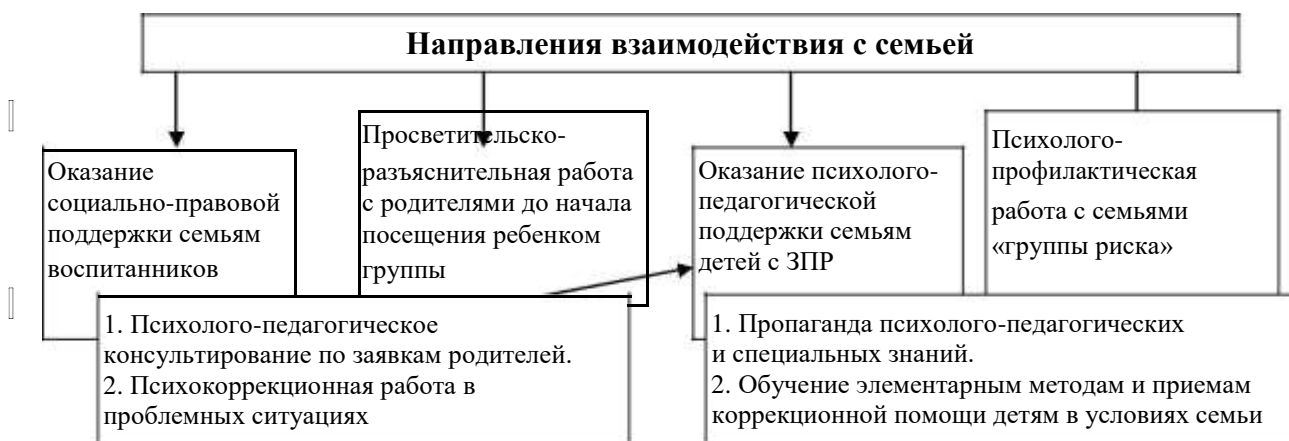 Направления взаимодействия с семьей
Оказание
социально-правовой
поддержки семьям
воспитанников
Просветительско-
разъяснительная работа
с родителями до начала
посещения ребенком
группы
Оказание психолого-
педагогической
поддержки семьям
детей с ЗПР
Психолого-
профилактическая
работа с семьями
«группы риска»
1. Психолого-педагогическое
консультирование по заявкам родителей.
2. Психокоррекционная работа в
проблемных ситуациях
1. Пропаганда психолого-педагогических
и специальных знаний.
2. Обучение элементарным методам и приемам
коррекционной помощи детям в условиях семьи